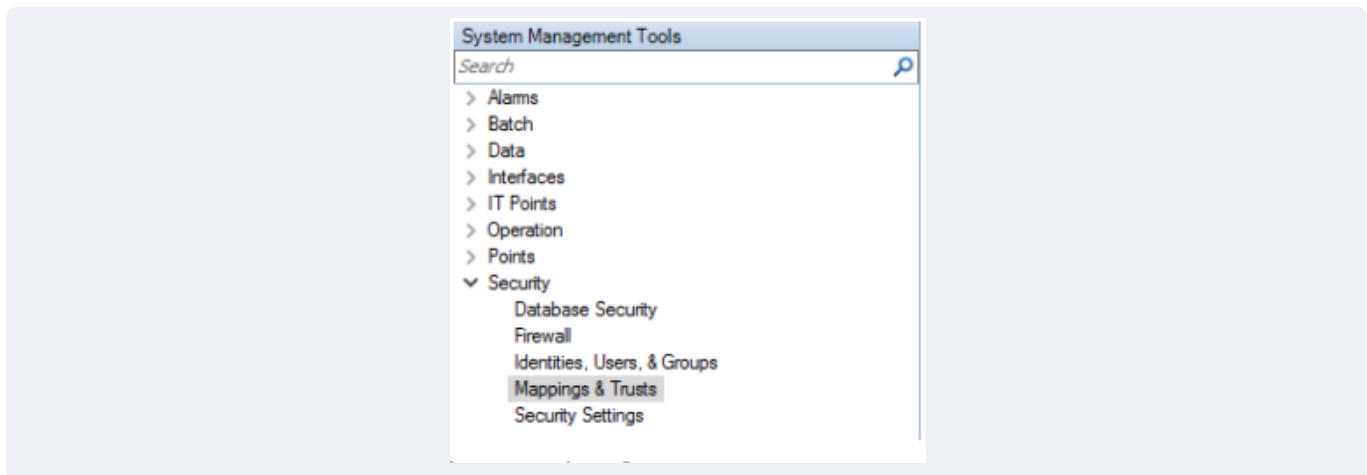 System Management Tools
Search
Alarms
Batch
Data
Interfaces
IT Points
Operation
Points
Security
Database Security
Firewall
Identities, Users, & Groups
Mappings & Trusts
Security Settings